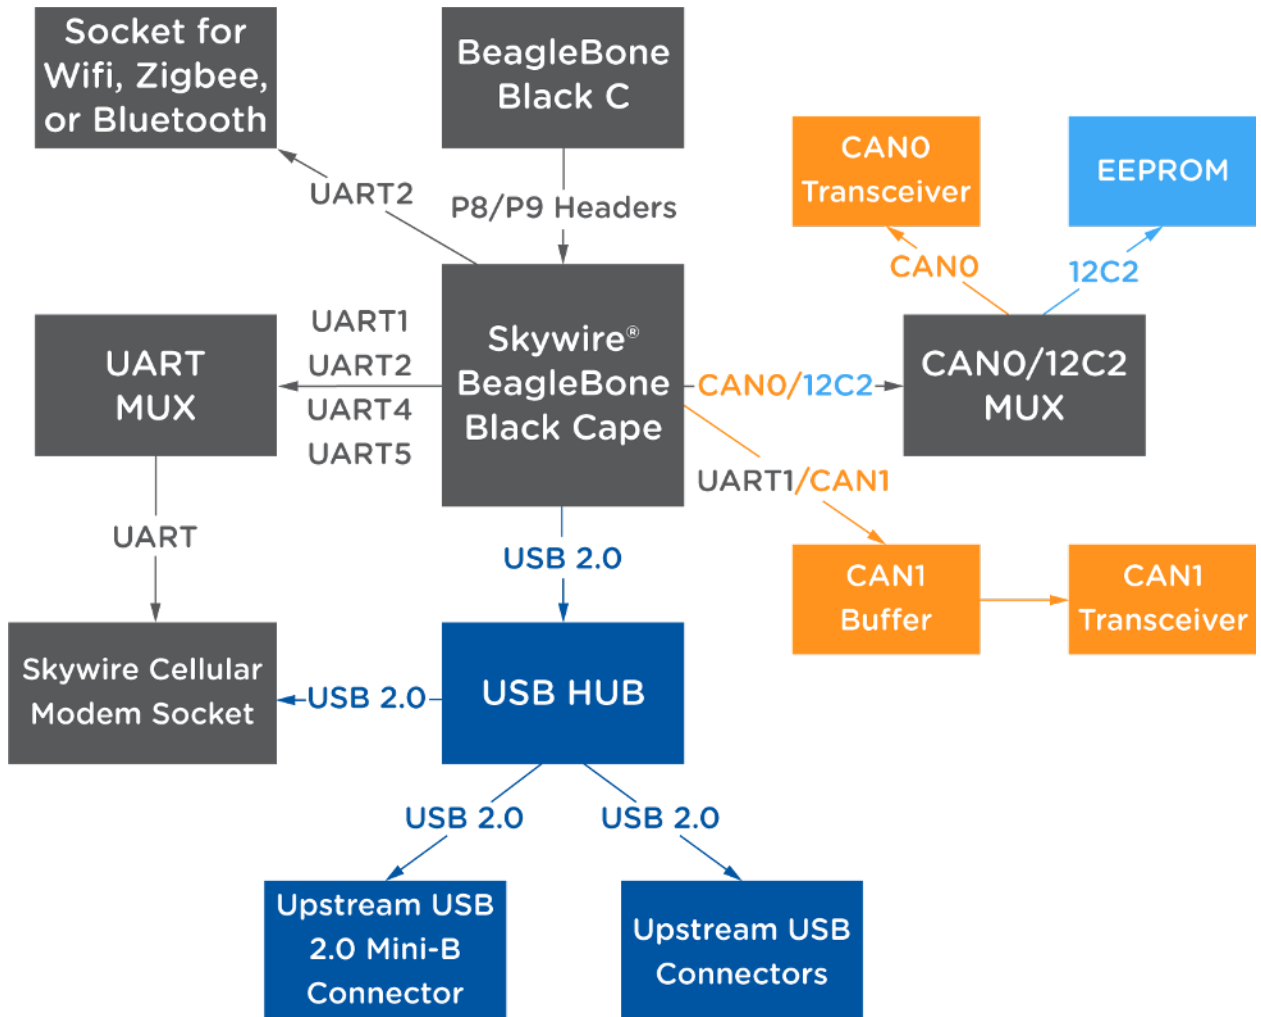 Socket for
Wifi, Zigbee,
or Bluetooth
BeagleBone
Black C
CAN0
Transceiver
EEPROM
UART2
P8/P9 Headers
CAN0
12C2
UART1
UART2
UART4
UART5
UART
MUX
Skywire®
BeagleBone
Black Cape
CAN0/12C2
CAN0/12C2
MUX
UART1/CAN1
UART
USB 2.0
CAN1
Buffer
CAN1
Transceiver
Skywire Cellular
Modem Socket
USB 2.0
USB HUB
USB 2.0
USB 2.0
Upstream USB
2.0 Mini-B
Connector
Upstream USB
Connectors